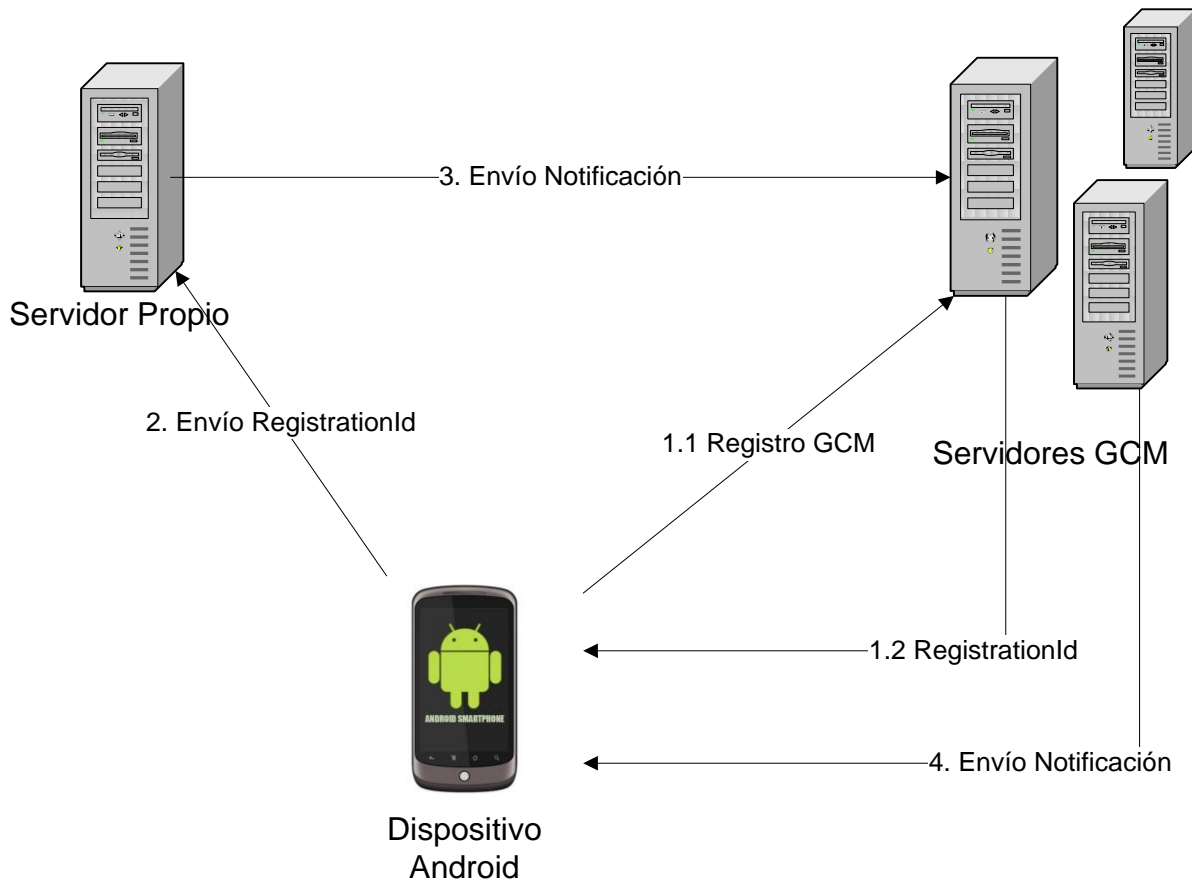 3. Envío Notificación
Servidor Propio
2. Envío RegistrationId
1.1 Registro GCM
Servidores GCM
1.2 RegistrationId
ANDROID SMARTPHONE
4. Envío Notificación
Dispositivo
Android